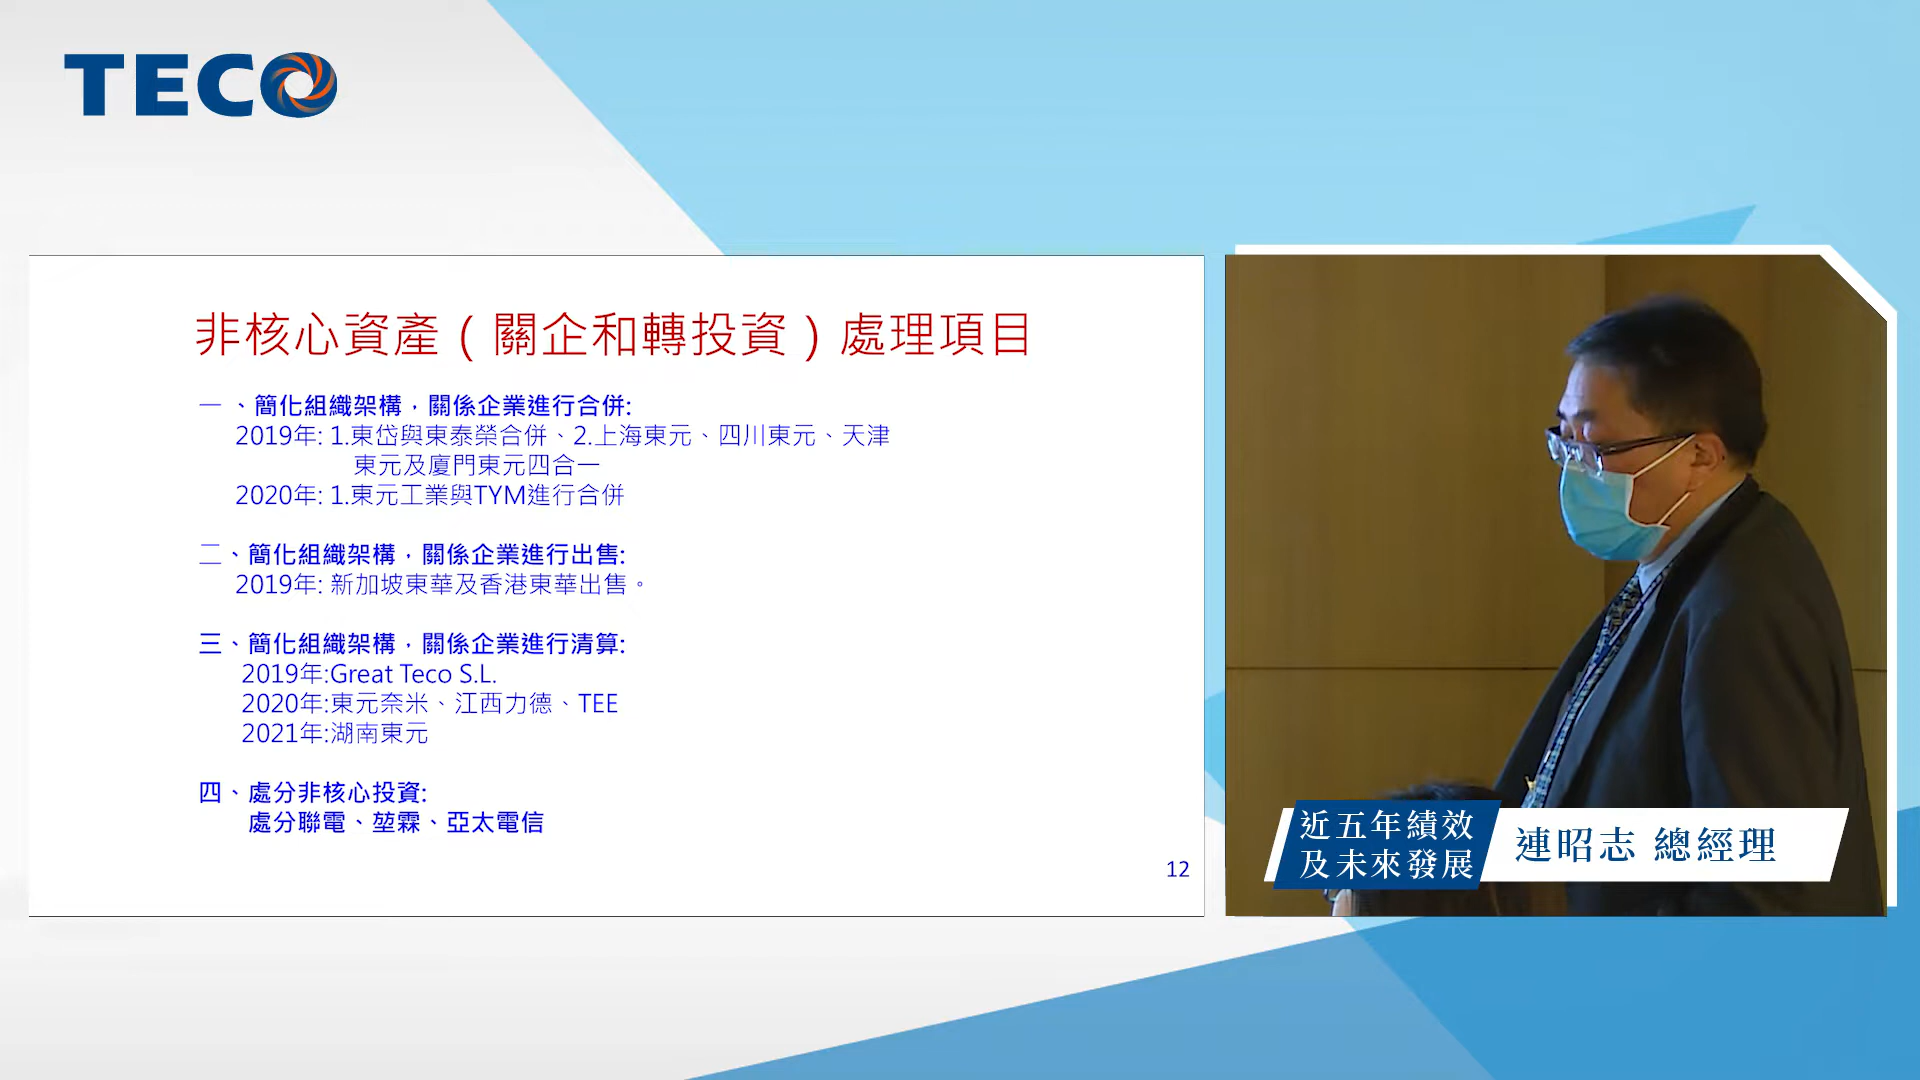 TECO
非核心資產（關企和轉投資）處理項目
一、簡化組織架構，關係企業進行合併:
2019年: 1.東岱與東泰榮合併、2.上海東元、四川東元、天津
東元及廈門東元四合一
2020年: 1.東元工業與TYM進行合併
二、簡化組織架構，關係企業進行出售:
2019年: 新加坡東華及香港東華出售。
三、簡化組織架構，關係企業進行清算:
2019年:Great Teco S.L.
2020年:東元奈米、江西力德、TEE
2021年:湖南東元
四、處分非核心投資:
處分聯電、堃霖、亞太電信
12
近五年績效
及未來發展
連昭志 總經理